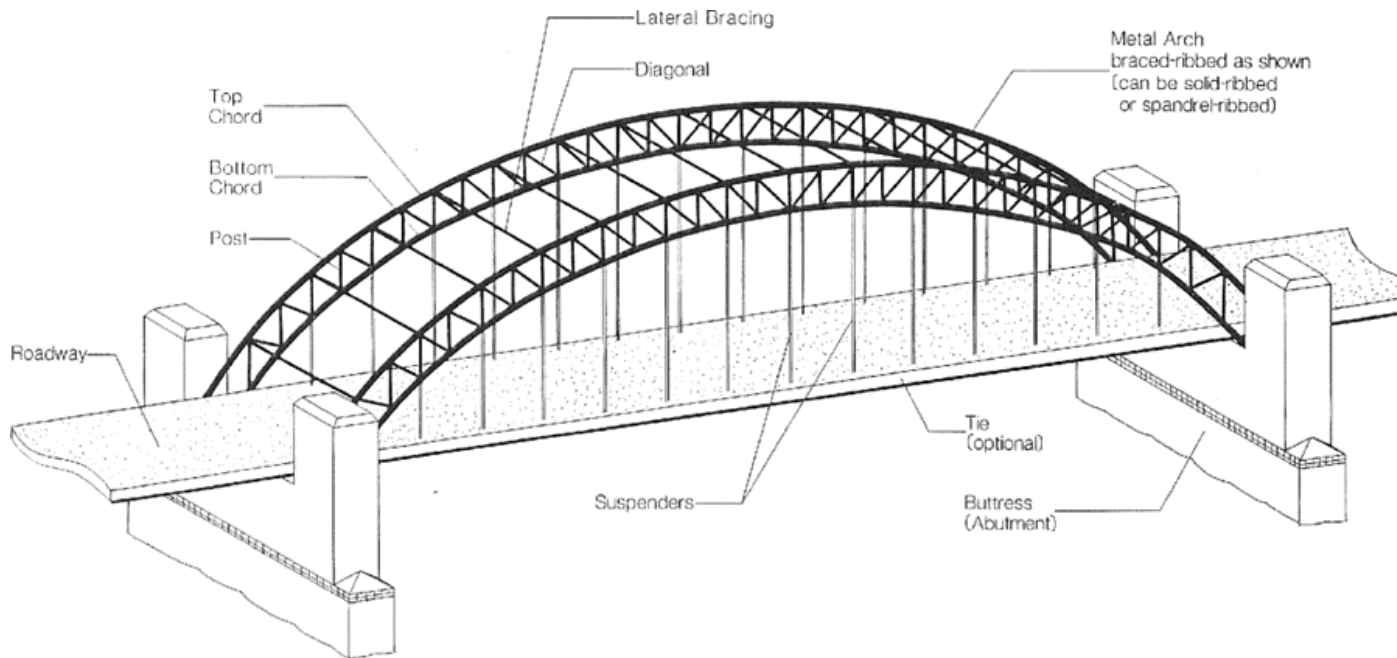 Lateral Bracing
Diagonal
Top
Chord
Bottom
Chord
Post
Roadway
Metal Arch
braced-ribbed as shown
(can be solid-ribbed
or spandrel-ribbed)
Tie
(optional)
Suspenders
Buttress
(Abutment)